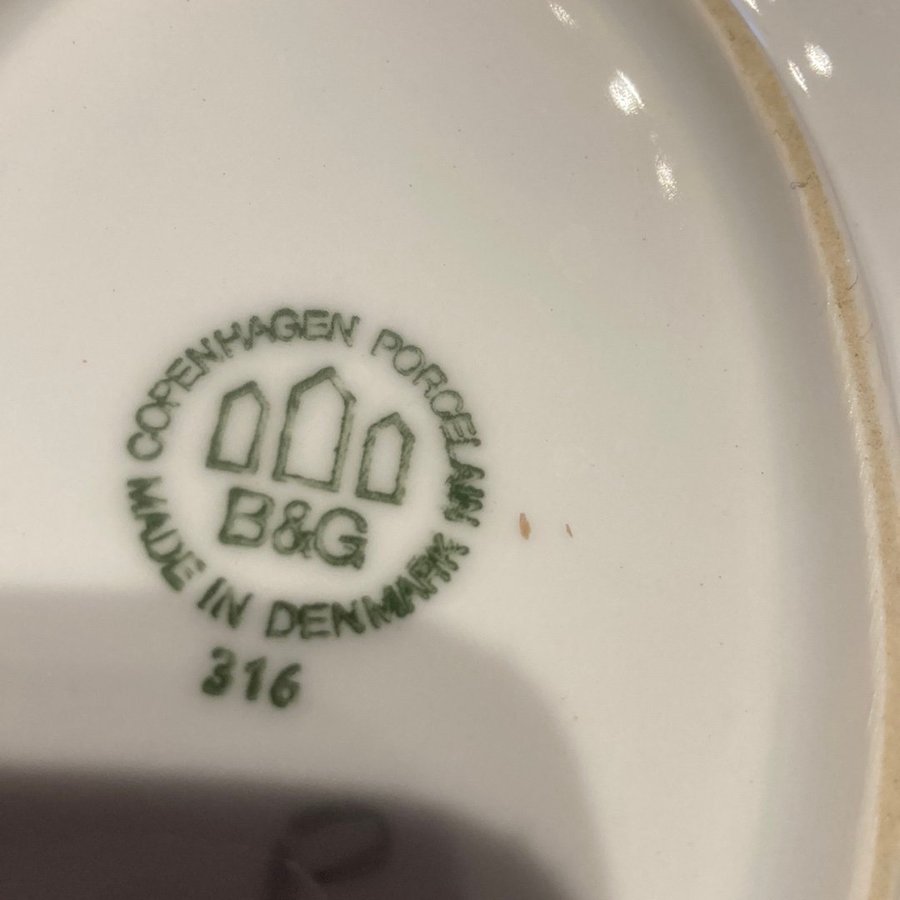 COPENHAGEN PORCELAIN
B&G
MADE IN DENMARK
316